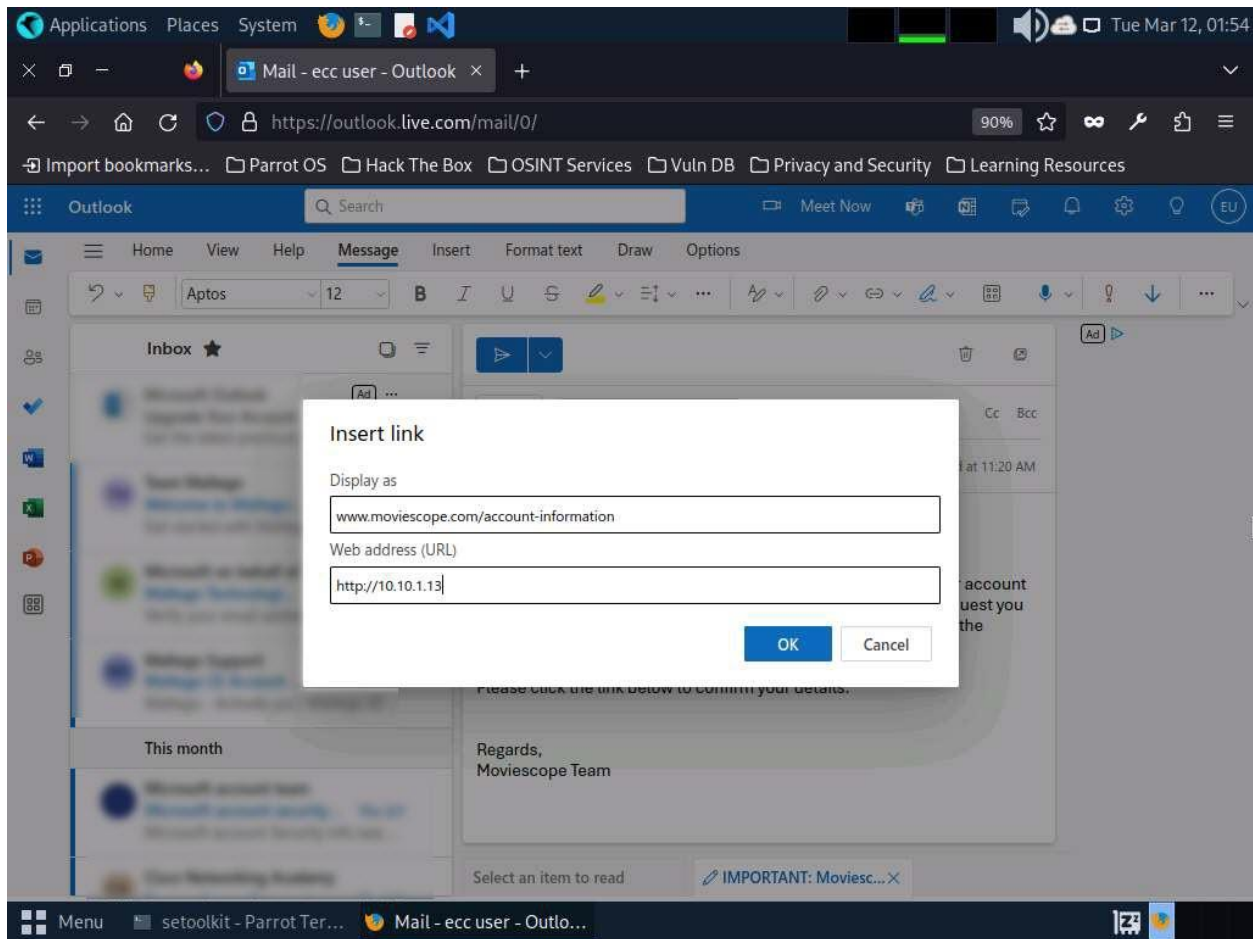 Applications Places System Tue Mar 12, 01:54
Mail - ecc user - Outlook
https://outlook.live.com/mail/0/ 90%
Import bookmarks... Parrot OS Hack The Box OSINT Services Vuln DB Privacy and Security Learning Resources
Outlook Search Meet Now EU
Home View Help Message Insert Format text Draw Options
Aptos 12 B I U
Inbox Ad
Ad
Cc Bcc
at 11:20 AM
Insert link
Display as
www.moviescope.com/account-information
Web address (URL)
http://10.10.1.13
OK Cancel
account
uest you
the
Please click the link below to confirm your details.
This month
Regards,
Moviescope Team
Select an item to read IMPORTANT: Moviesc...
Menu setoolkit - Parrot Ter... Mail - ecc user - Outlo...